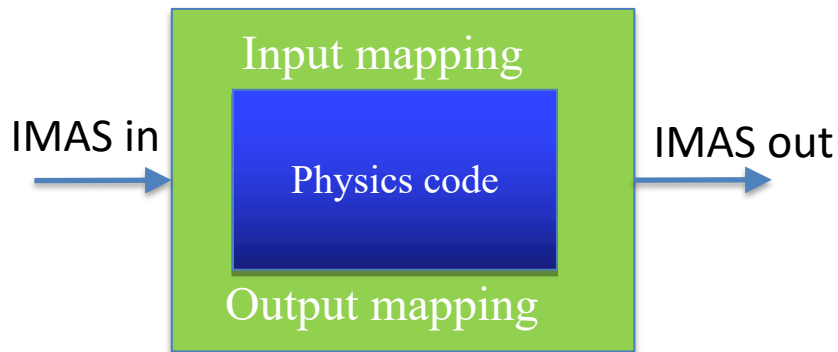 Input mapping
IMAS in
Physics code
IMAS out
Output mapping